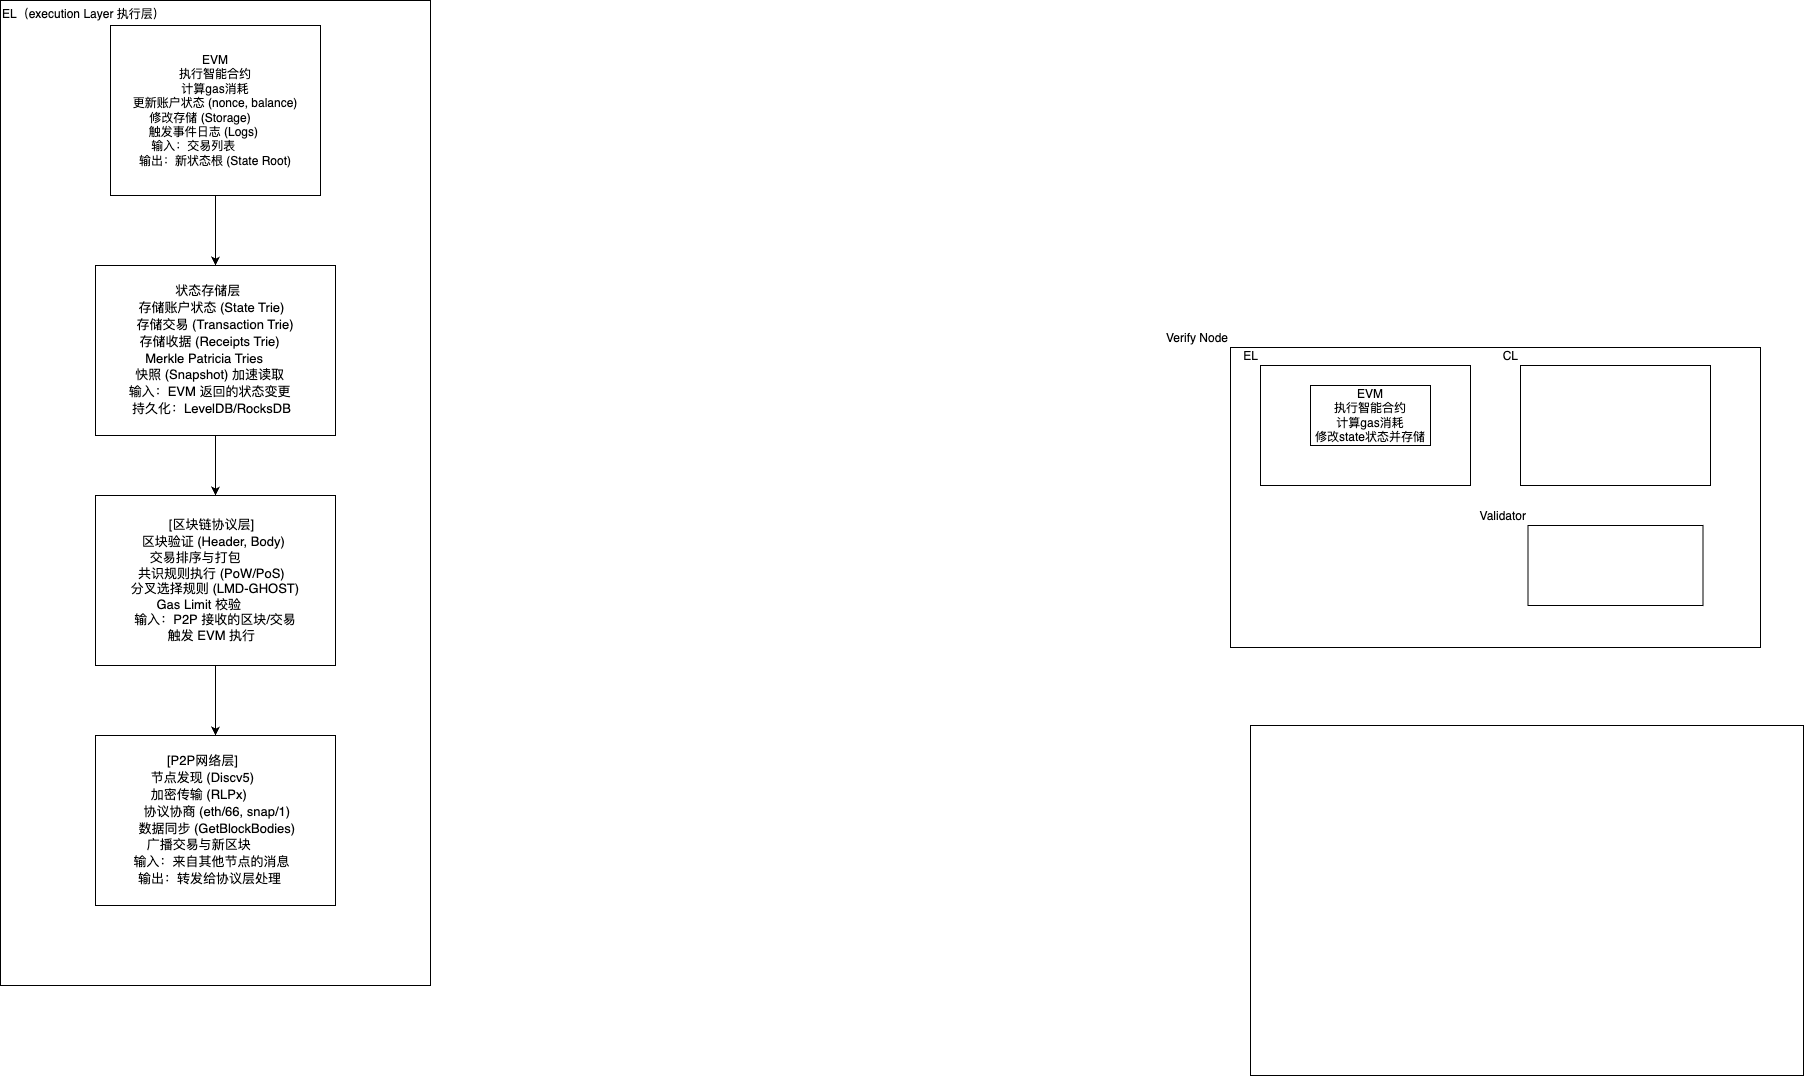 EL（execution Layer 执行层）
EVM
执行智能合约
计算gas消耗
更新账户状态 (nonce, balance)
修改存储 (Storage)
触发事件日志 (Logs)
输入：交易列表
输出：新状态根 (State Root)
状态存储层
存储账户状态 (State Trie)
存储交易 (Transaction Trie)
存储收据 (Receipts Trie)
Merkle Patricia Tries
快照 (Snapshot) 加速读取
输入：EVM 返回的状态变更
持久化：LevelDB/RocksDB
[区块链协议层]
区块验证 (Header, Body)
交易排序与打包
共识规则执行 (PoW/PoS)
分叉选择规则 (LMD-GHOST)
Gas Limit 校验
输入：P2P 接收的区块/交易
触发 EVM 执行
[P2P网络层]
节点发现 (Discv5)
加密传输 (RLPx)
协议协商 (eth/66, snap/1)
数据同步 (GetBlockBodies)
广播交易与新区块
输入：来自其他节点的消息
输出：转发给协议层处理
Verify Node
EL
CL
EVM
执行智能合约
计算gas消耗
修改state状态并存储
Validator